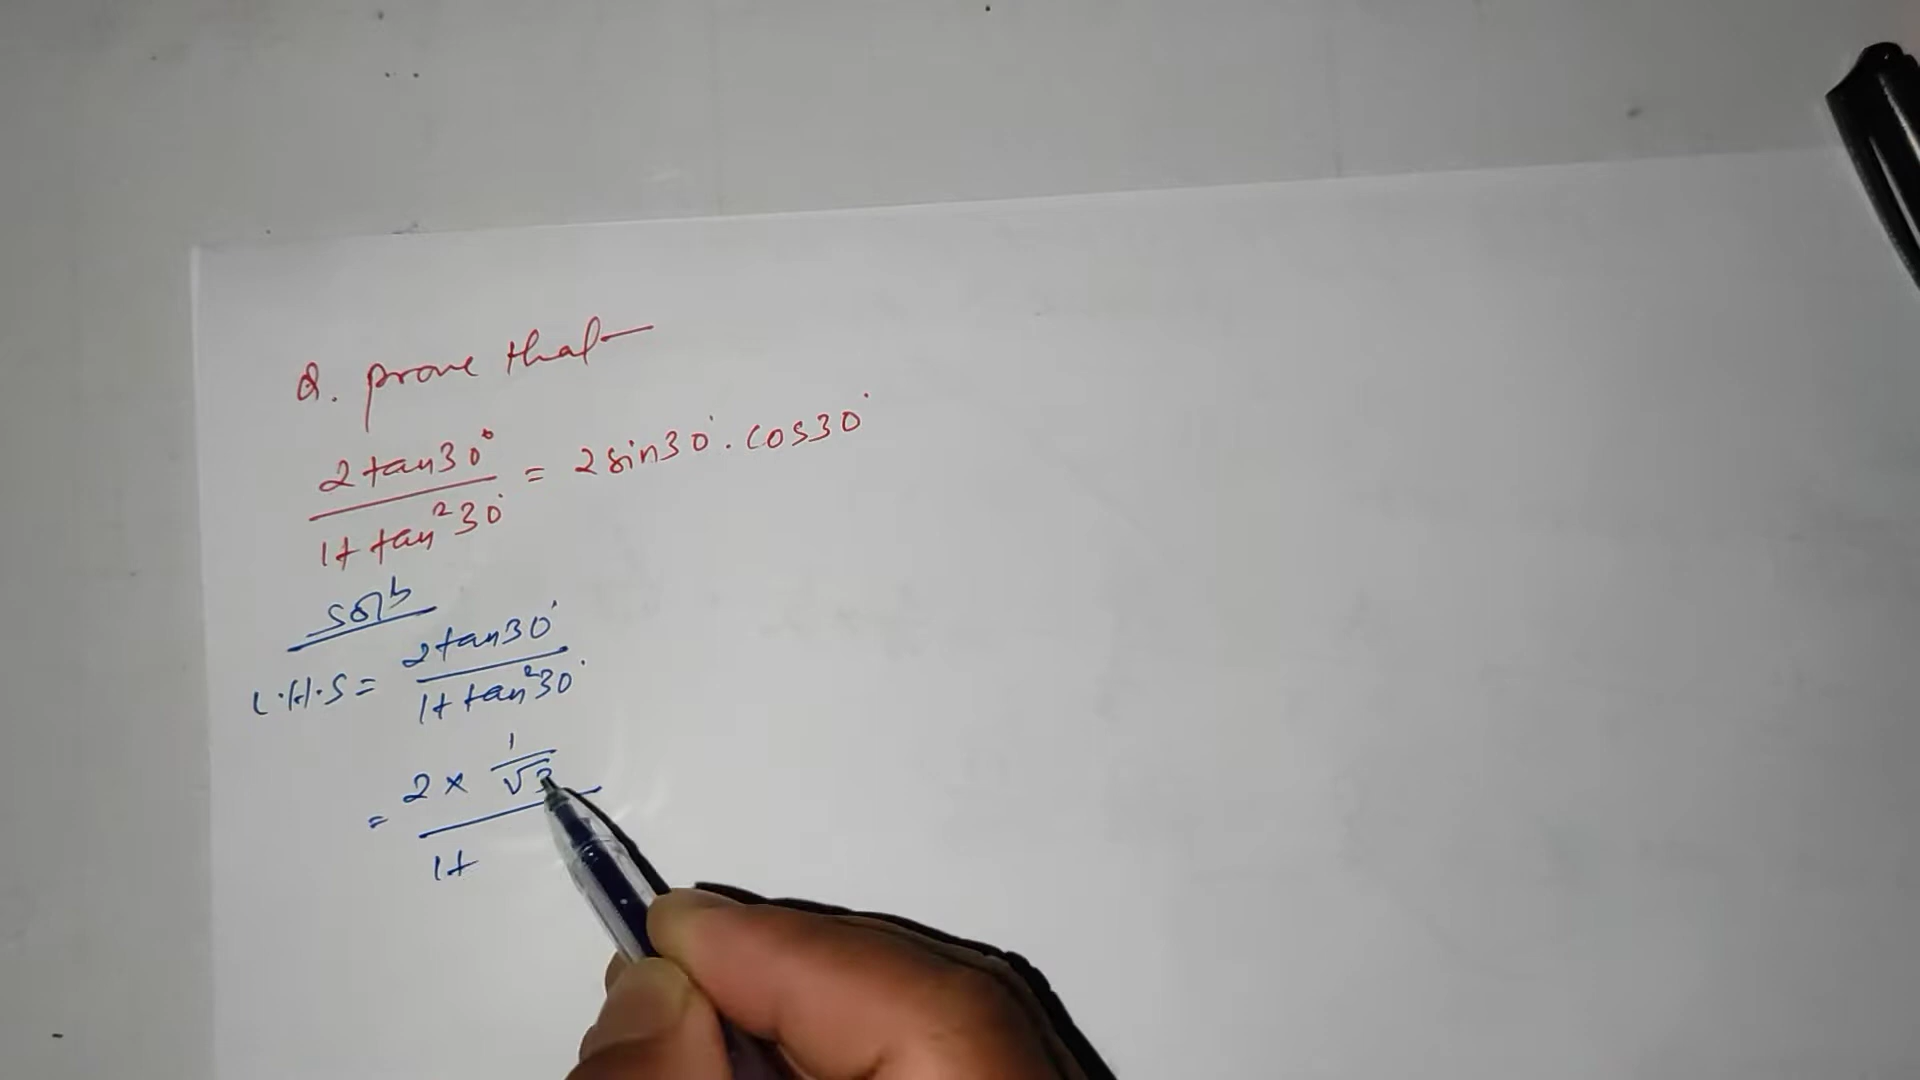 Q. prove that
2tan30° / 1+tan²30° = 2sin30°.cos30°
Solⁿ
L.H.S = 2tan30° / 1+tan²30°
= 2 × 1/√3 / 1+